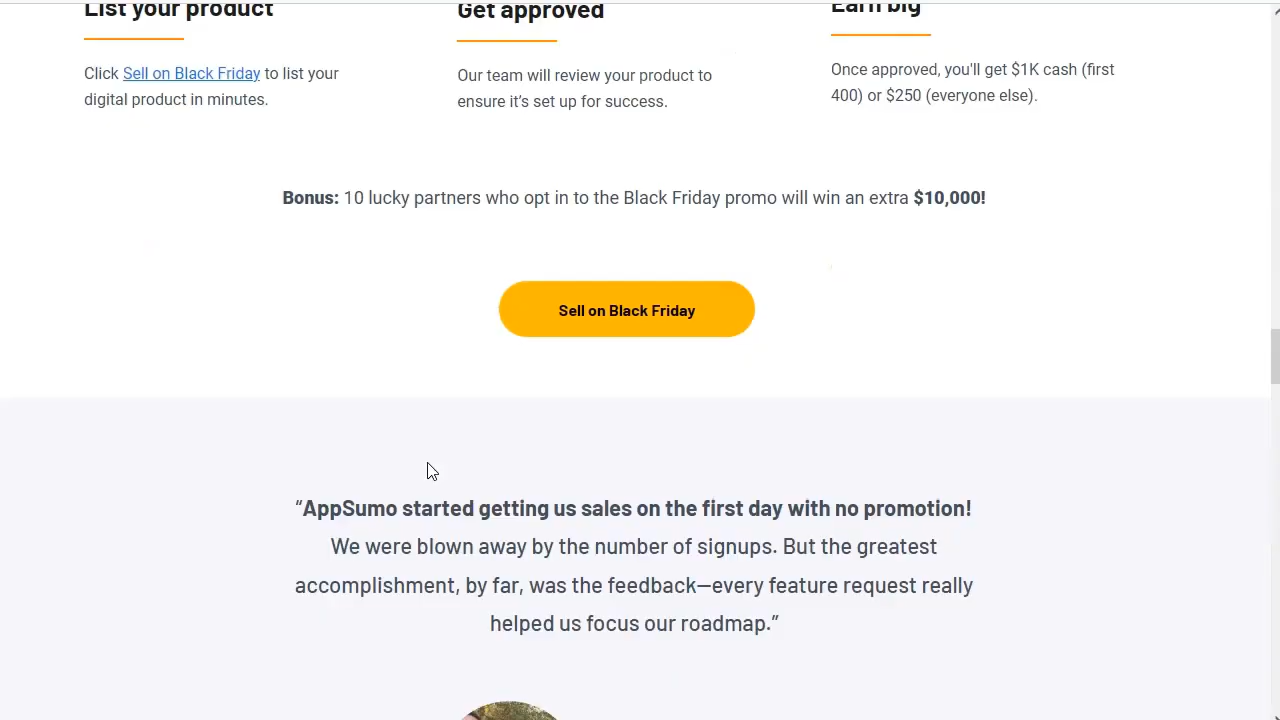 List your product
Click Sell on Black Friday to list your
digital product in minutes.
Get approved
Our team will review your product to
ensure it’s set up for success.
Earn big
Once approved, you'll get $1K cash (first
400) or $250 (everyone else).
Bonus: 10 lucky partners who opt in to the Black Friday promo will win an extra $10,000!
Sell on Black Friday
“AppSumo started getting us sales on the first day with no promotion!
We were blown away by the number of signups. But the greatest
accomplishment, by far, was the feedback—every feature request really
helped us focus our roadmap.”